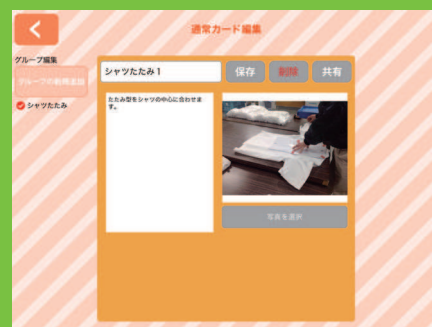 通常カード編集
グループ編集
グループの新規追加
シャツたたみ
シャツたたみ1
保存
削除
共有
たたみ型をシャツの中心に合わせま
す。
写真を選択